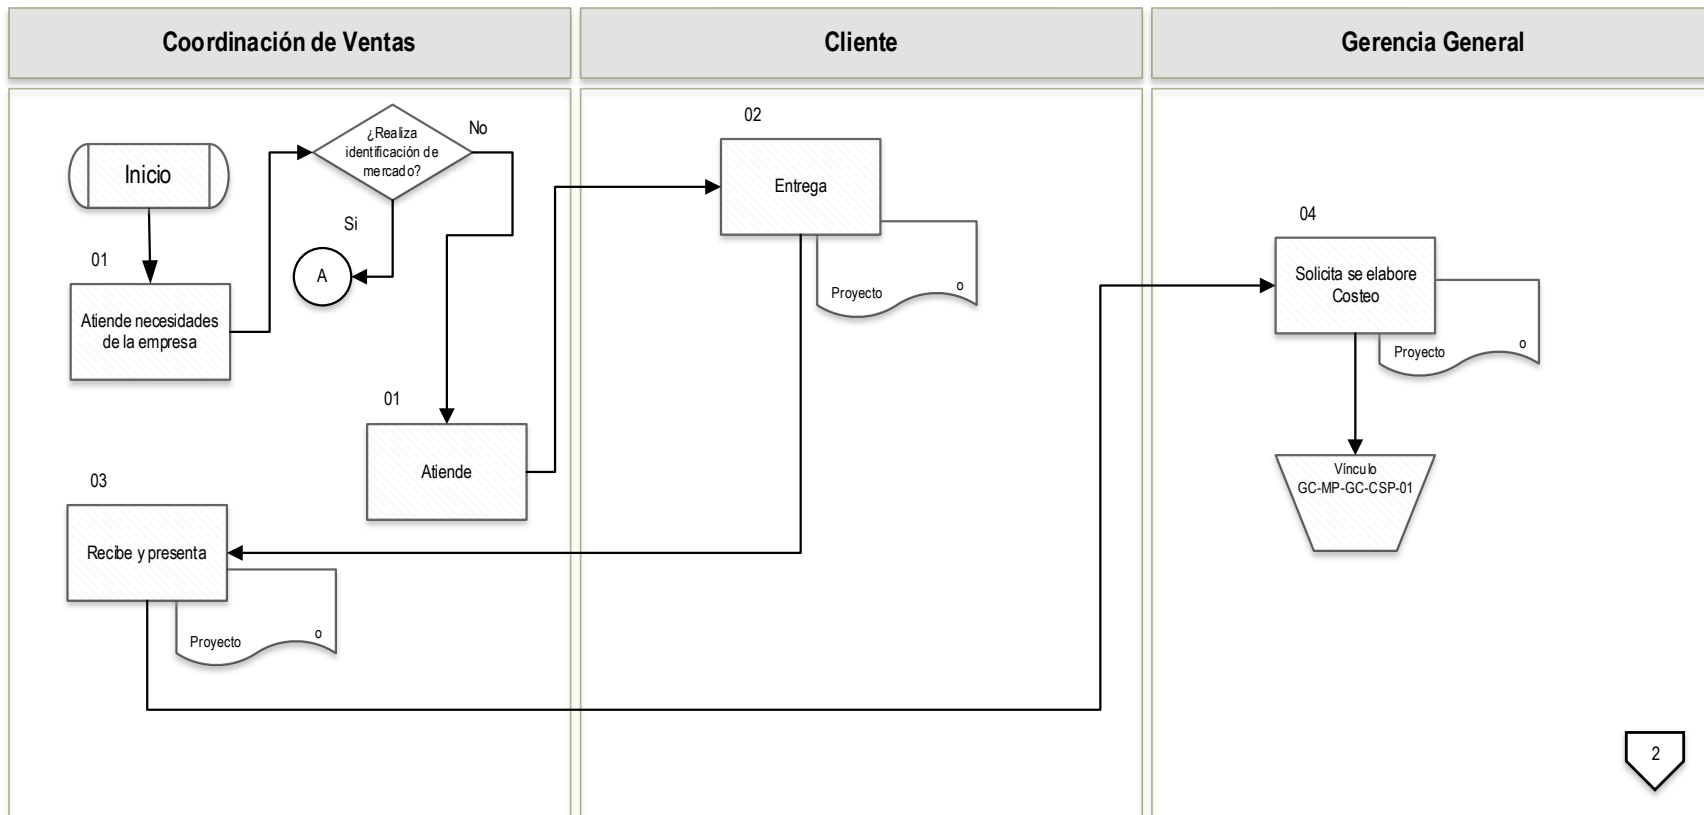 Coordinación de Ventas
Cliente
Gerencia General
Inicio
¿Realiza
identificación de
mercado?
No
Si
A
01
Atiende necesidades
de la empresa
01
Atiende
02
Entrega
Proyecto
o
03
Recibe y presenta
Proyecto
o
04
Solicita se elabore
Costeo
Proyecto
o
Vínculo
GC-MP-GC-CSP-01
2